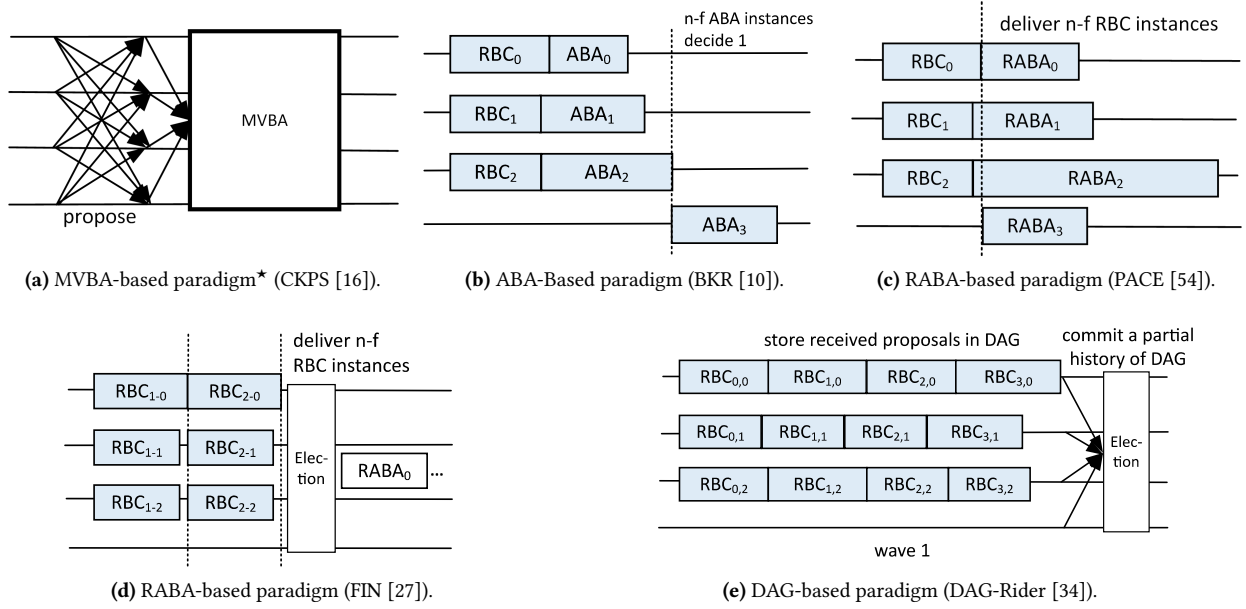 MVBA
propose
(a) MVBA-based paradigm★ (CKPS [16]).
n-f ABA instances
decide 1
RBC₀ ABA₀
RBC₁ ABA₁
RBC₂ ABA₂
ABA₃
(b) ABA-Based paradigm (BKR [10]).
deliver n-f RBC instances
RBC₀ RABA₀
RBC₁ RABA₁
RBC₂ RABA₂
RABA₃
(c) RABA-based paradigm (PACE [54]).
deliver n-f
RBC instances
RBC₁₋₀ RBC₂₋₀
RBC₁₋₁ RBC₂₋₁
RBC₁₋₂ RBC₂₋₂
Elec-
tion
RABA₀ ...
(d) RABA-based paradigm (FIN [27]).
store received proposals in DAG
commit a partial
history of DAG
RBC₀,₀ RBC₁,₀ RBC₂,₀ RBC₃,₀
RBC₀,₁ RBC₁,₁ RBC₂,₁ RBC₃,₁
RBC₀,₂ RBC₁,₂ RBC₂,₂ RBC₃,₂
Elec-
tion
wave 1
(e) DAG-based paradigm (DAG-Rider [34]).